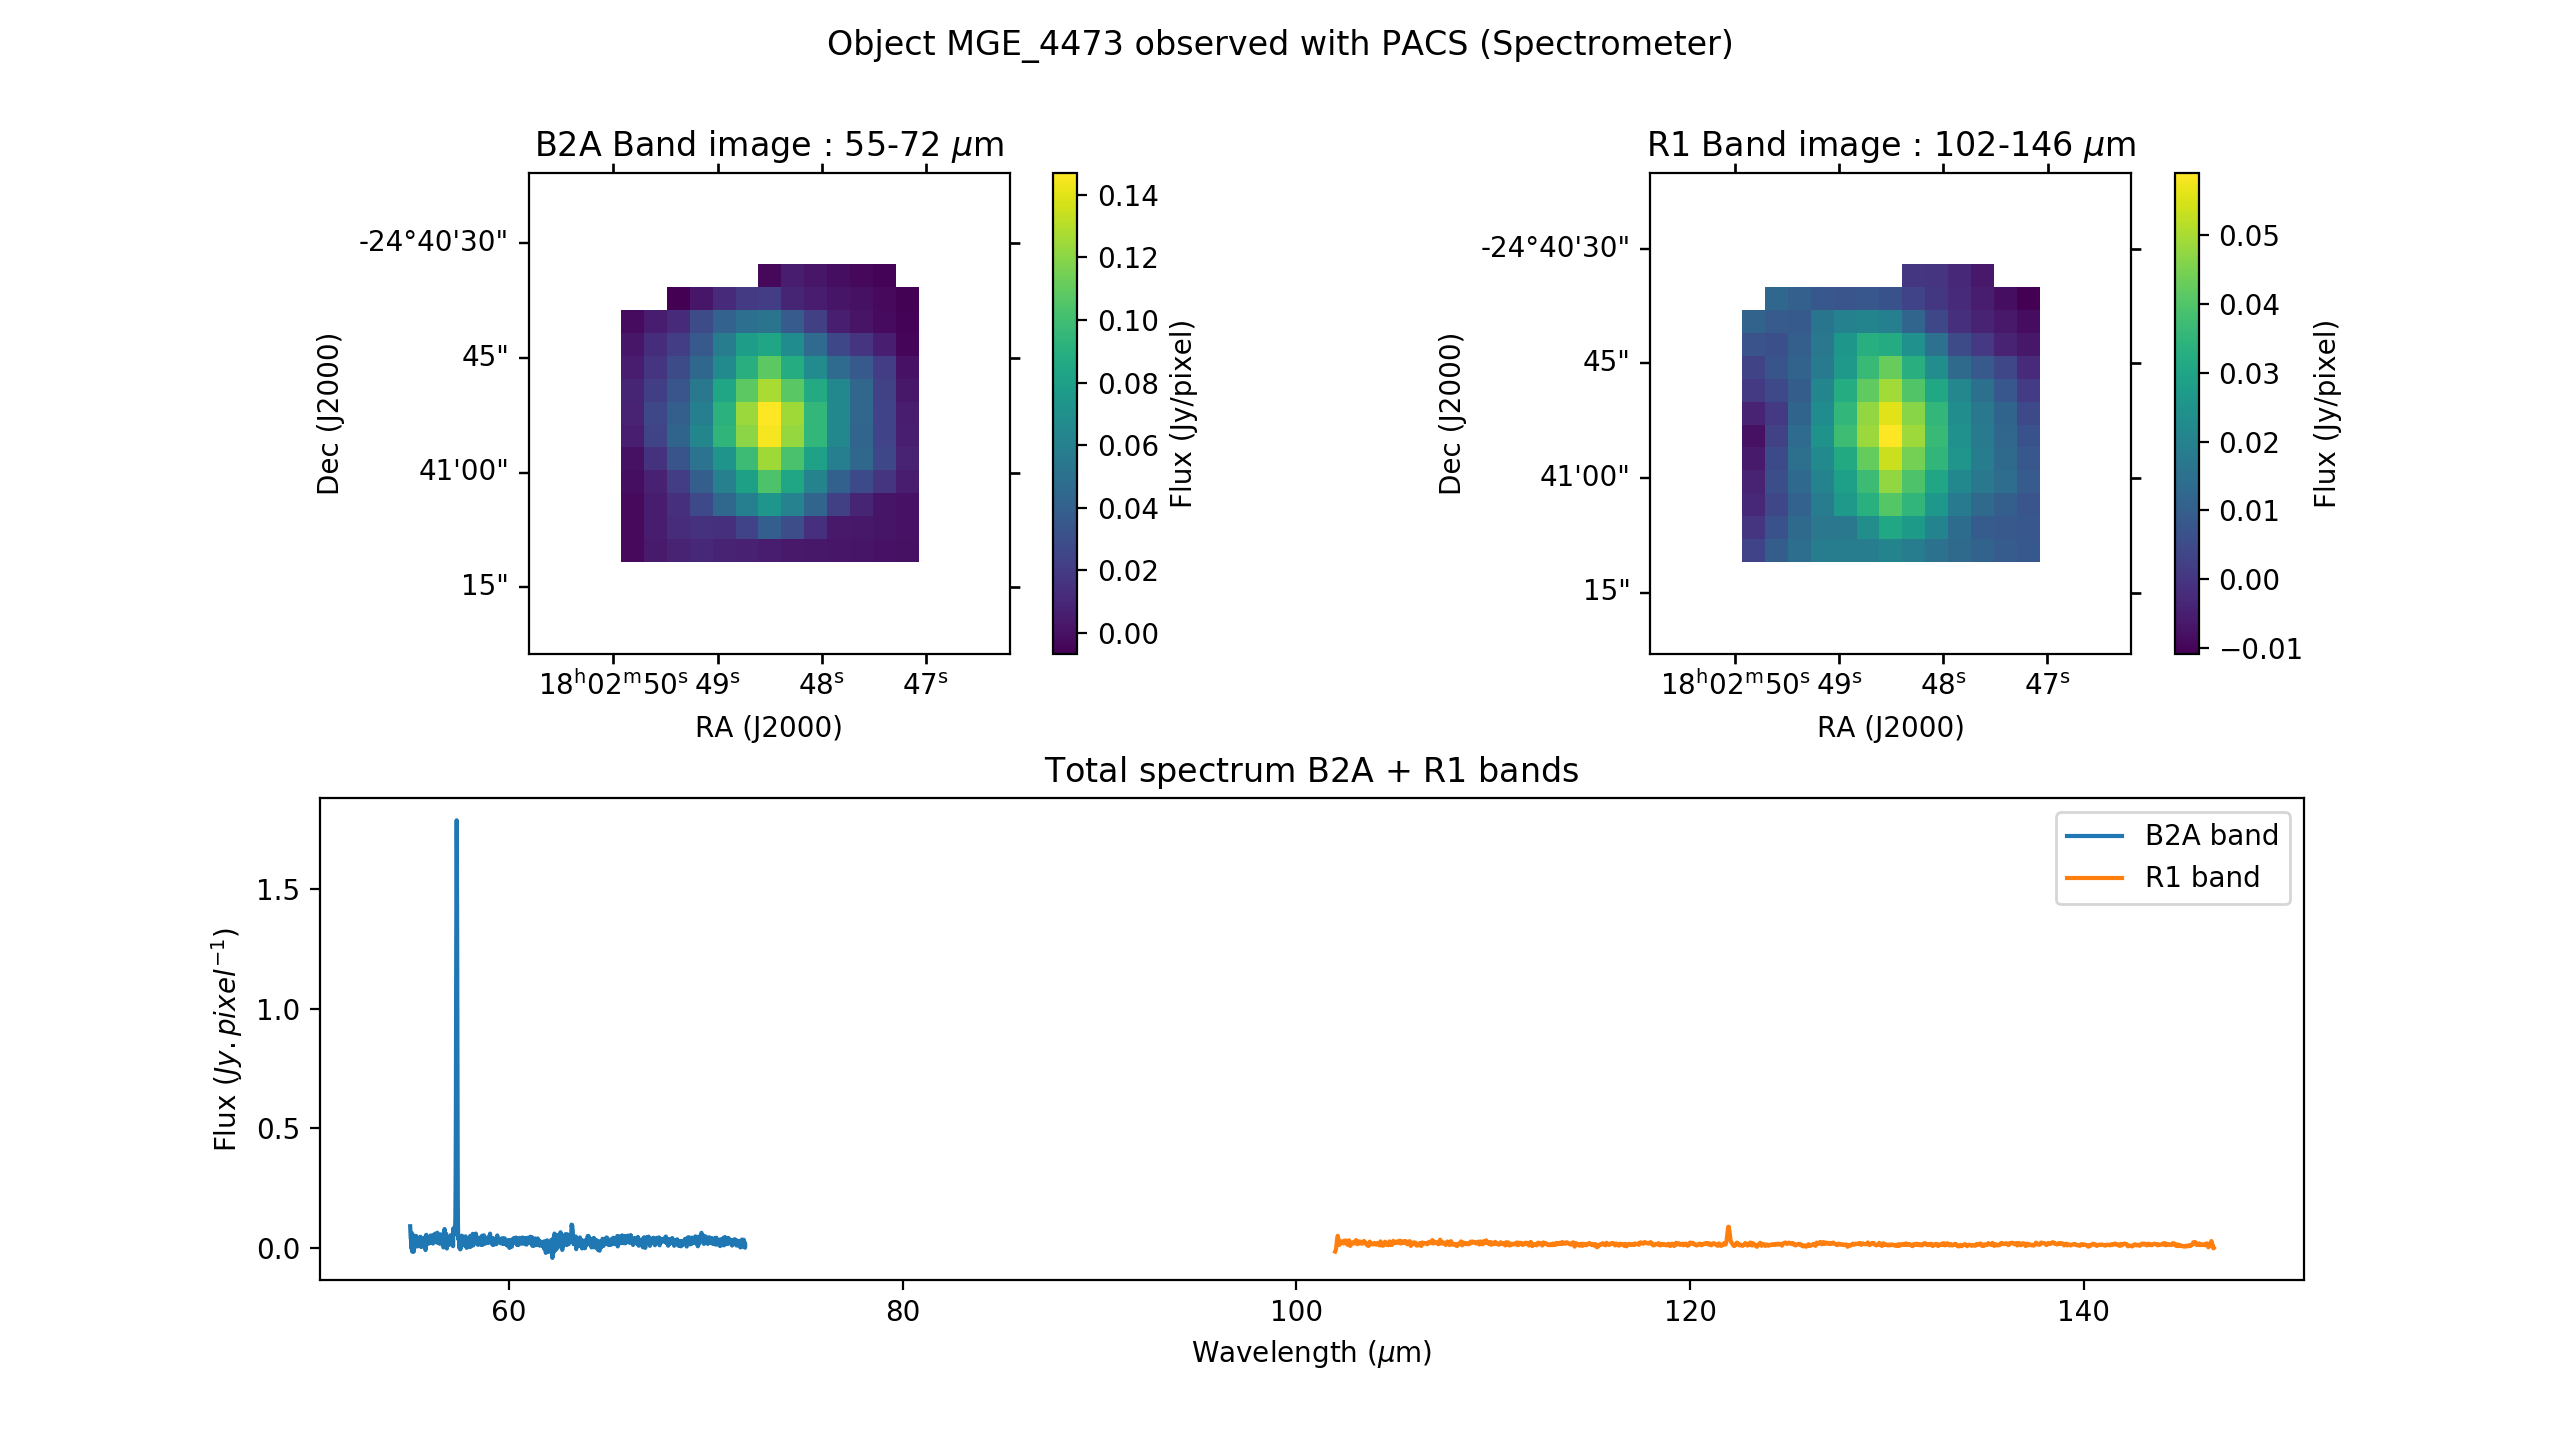 Object MGE_4473 observed with PACS (Spectrometer)
B2A Band image : 55-72 μm
-24°40'30"
45"
41'00"
15"
Dec (J2000)
18ʰ02ᵐ50ˢ 49ˢ 48ˢ 47ˢ
RA (J2000)
0.14
0.12
0.10
0.08
0.06
0.04
0.02
0.00
Flux (Jy/pixel)
R1 Band image : 102-146 μm
-24°40'30"
45"
41'00"
15"
Dec (J2000)
18ʰ02ᵐ50ˢ 49ˢ 48ˢ 47ˢ
RA (J2000)
0.05
0.04
0.03
0.02
0.01
0.00
−0.01
Flux (Jy/pixel)
Total spectrum B2A + R1 bands
B2A band
R1 band
1.5
1.0
0.5
0.0
Flux (Jy.pixel⁻¹)
60 80 100 120 140
Wavelength (μm)